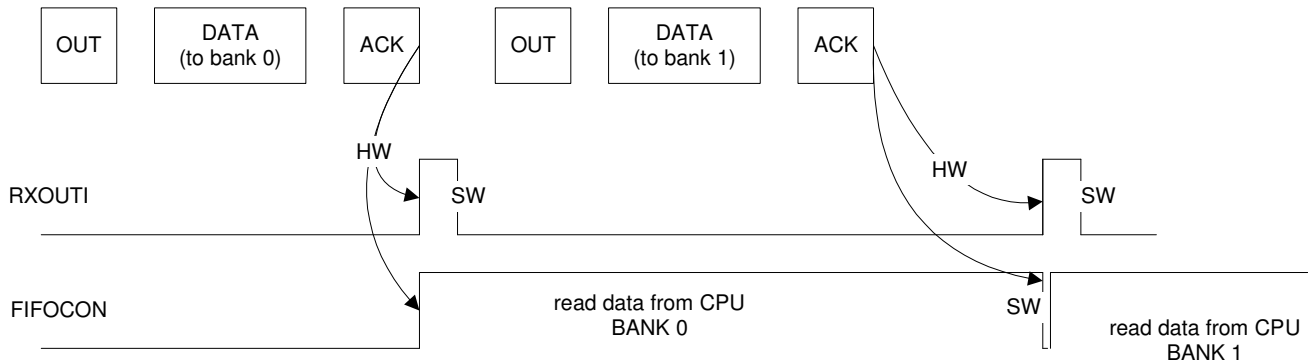 OUT
DATA
(to bank 0)
ACK
OUT
DATA
(to bank 1)
ACK
HW
HW
RXOUTI
SW
SW
FIFOCON
read data from CPU
BANK 0
SW
read data from CPU
BANK 1